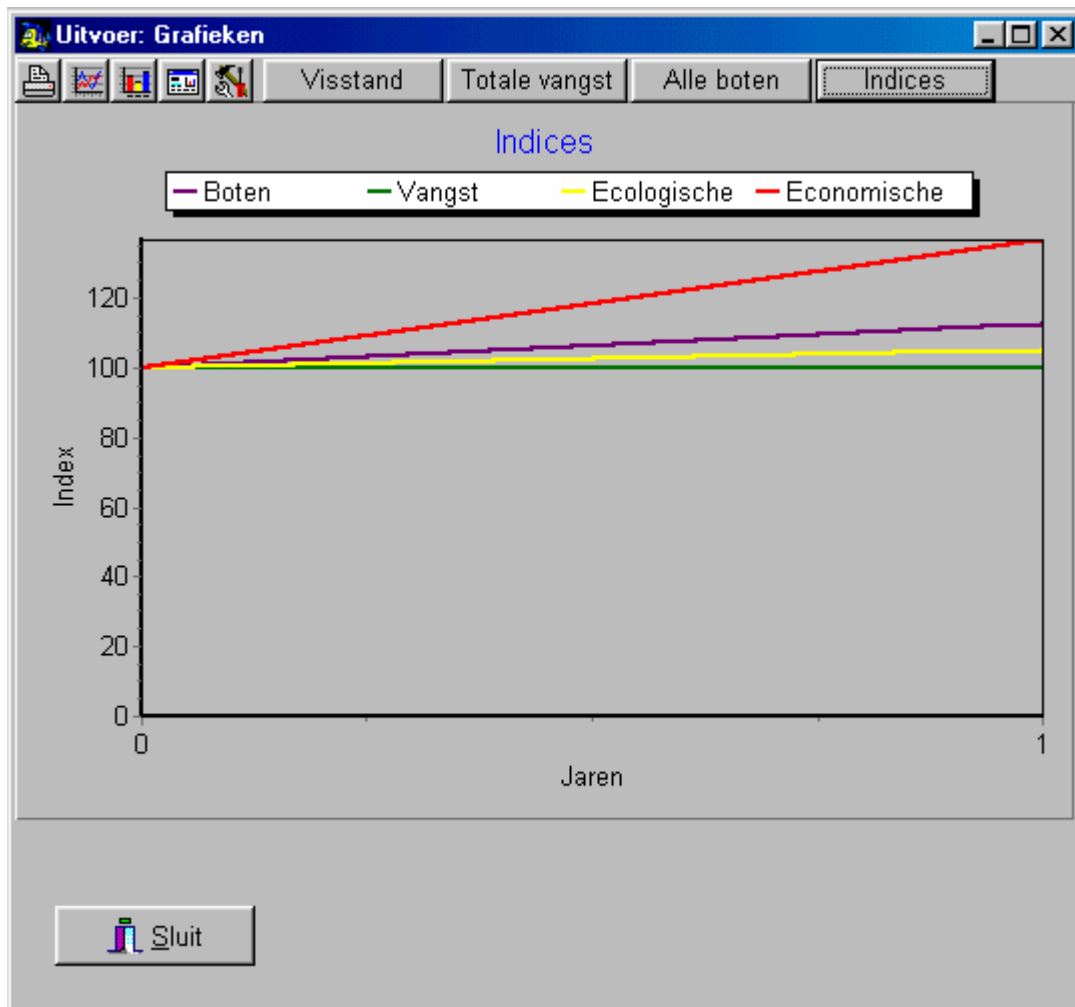 Uitvoer: Grafieken
Visstand Totale vangst Alle boten Indices
Indices
Boten Vangst Ecologische Economische
120
100
80
60
40
20
0
Index
0 1
Jaren
Sluit